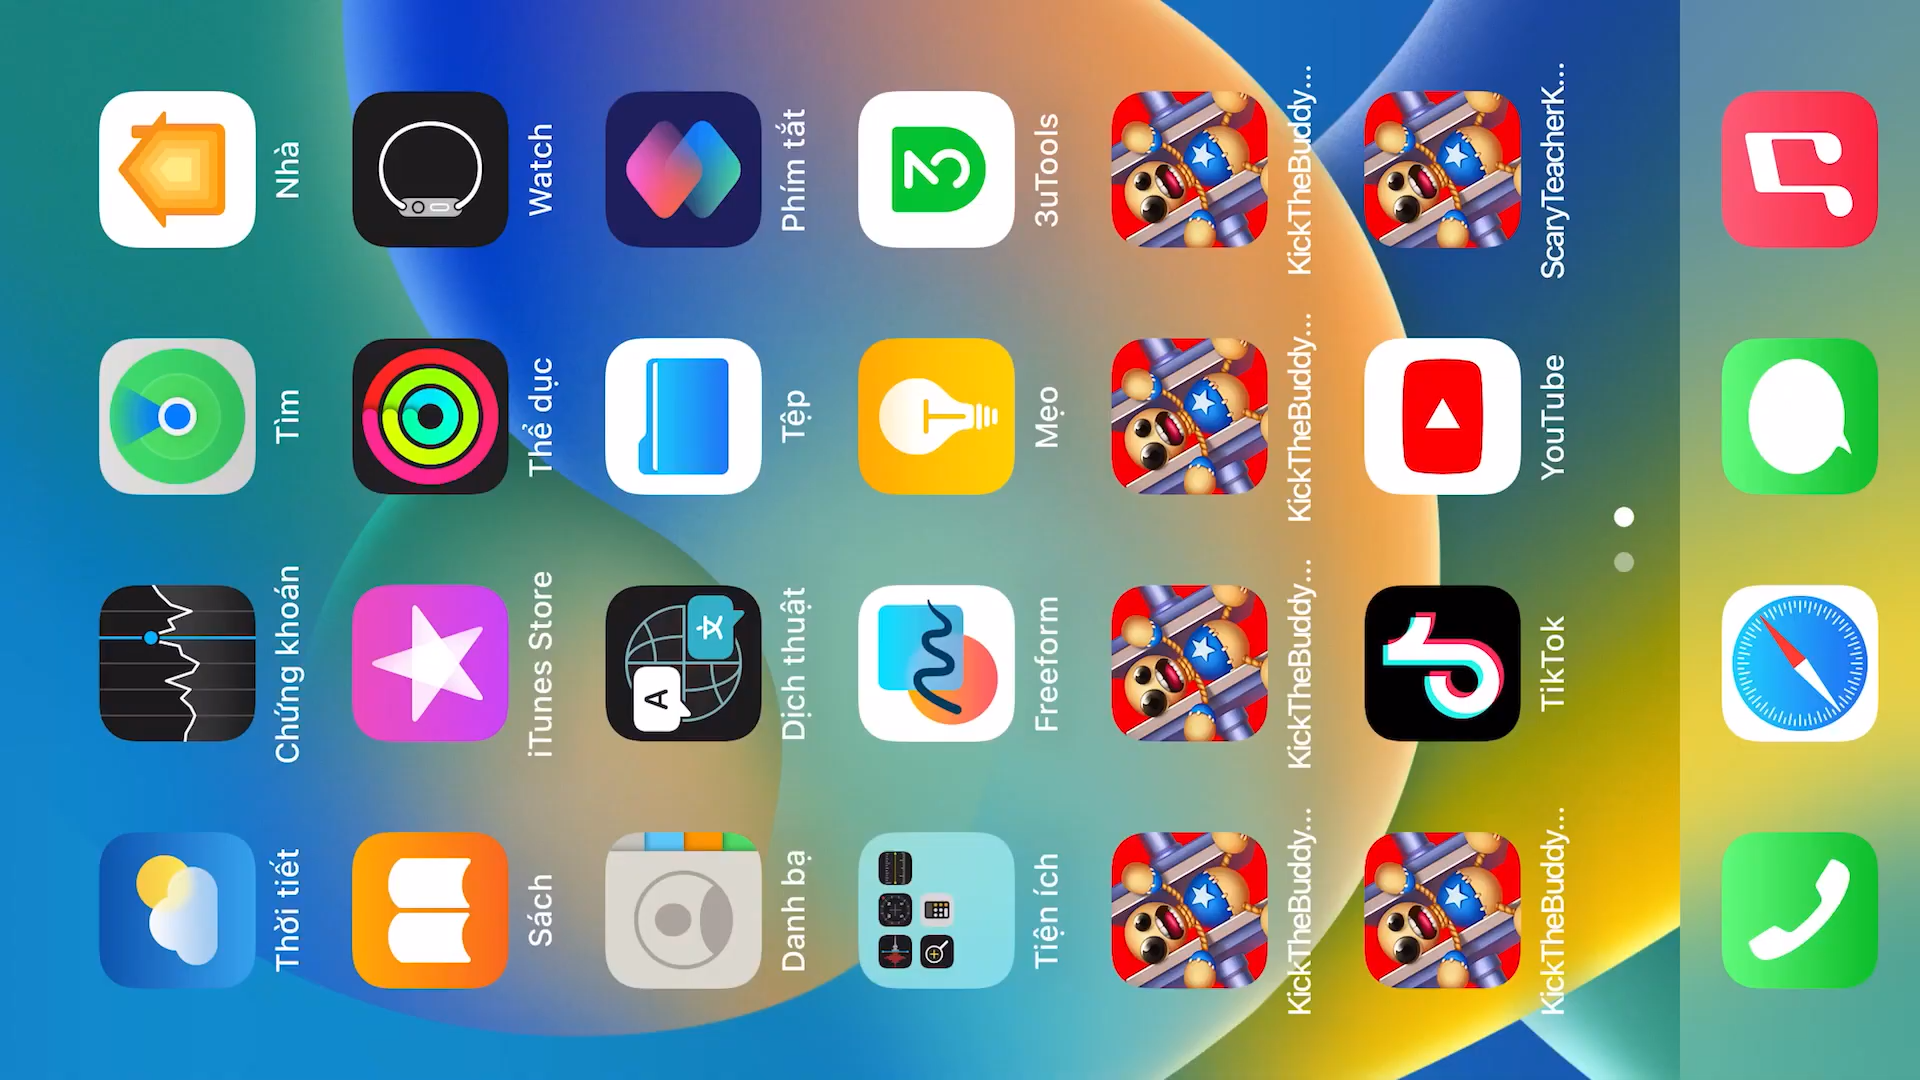 Thời tiết
Chứng khoán
Tìm
Nhà
Sách
iTunes Store
Thể dục
Watch
Danh bạ
Dịch thuật
Tệp
Phím tắt
Tiện ích
Freeform
Mẹo
3uTools
KickTheBuddy...
KickTheBuddy...
KickTheBuddy...
KickTheBuddy...
KickTheBuddy...
TikTok
YouTube
ScaryTeacherK...